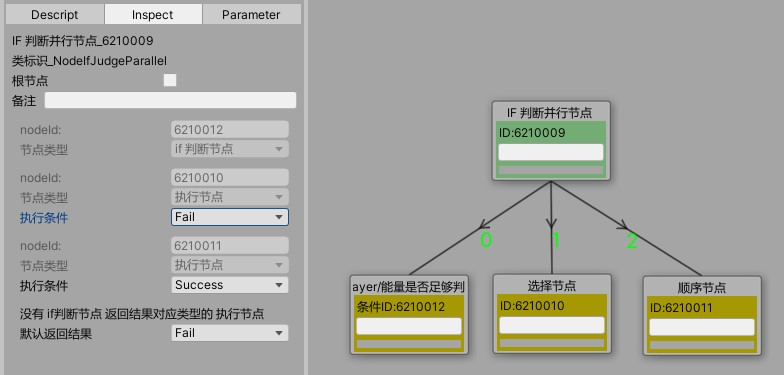 Descript
Inspect
Parameter
IF 判断并行节点_6210009
类标识_NodeIfJudgeParallel
根节点
备注
nodeId: 6210012
节点类型 if 判断节点
nodeId: 6210010
节点类型 执行节点
执行条件 Fail
nodeId: 6210011
节点类型 执行节点
执行条件 Success
没有 if判断节点 返回结果对应类型的 执行节点
默认返回结果 Fail
IF 判断并行节点
ID:6210009
0
1
2
ayer/能量是否足够判
条件ID:6210012
选择节点
ID:6210010
顺序节点
ID:6210011